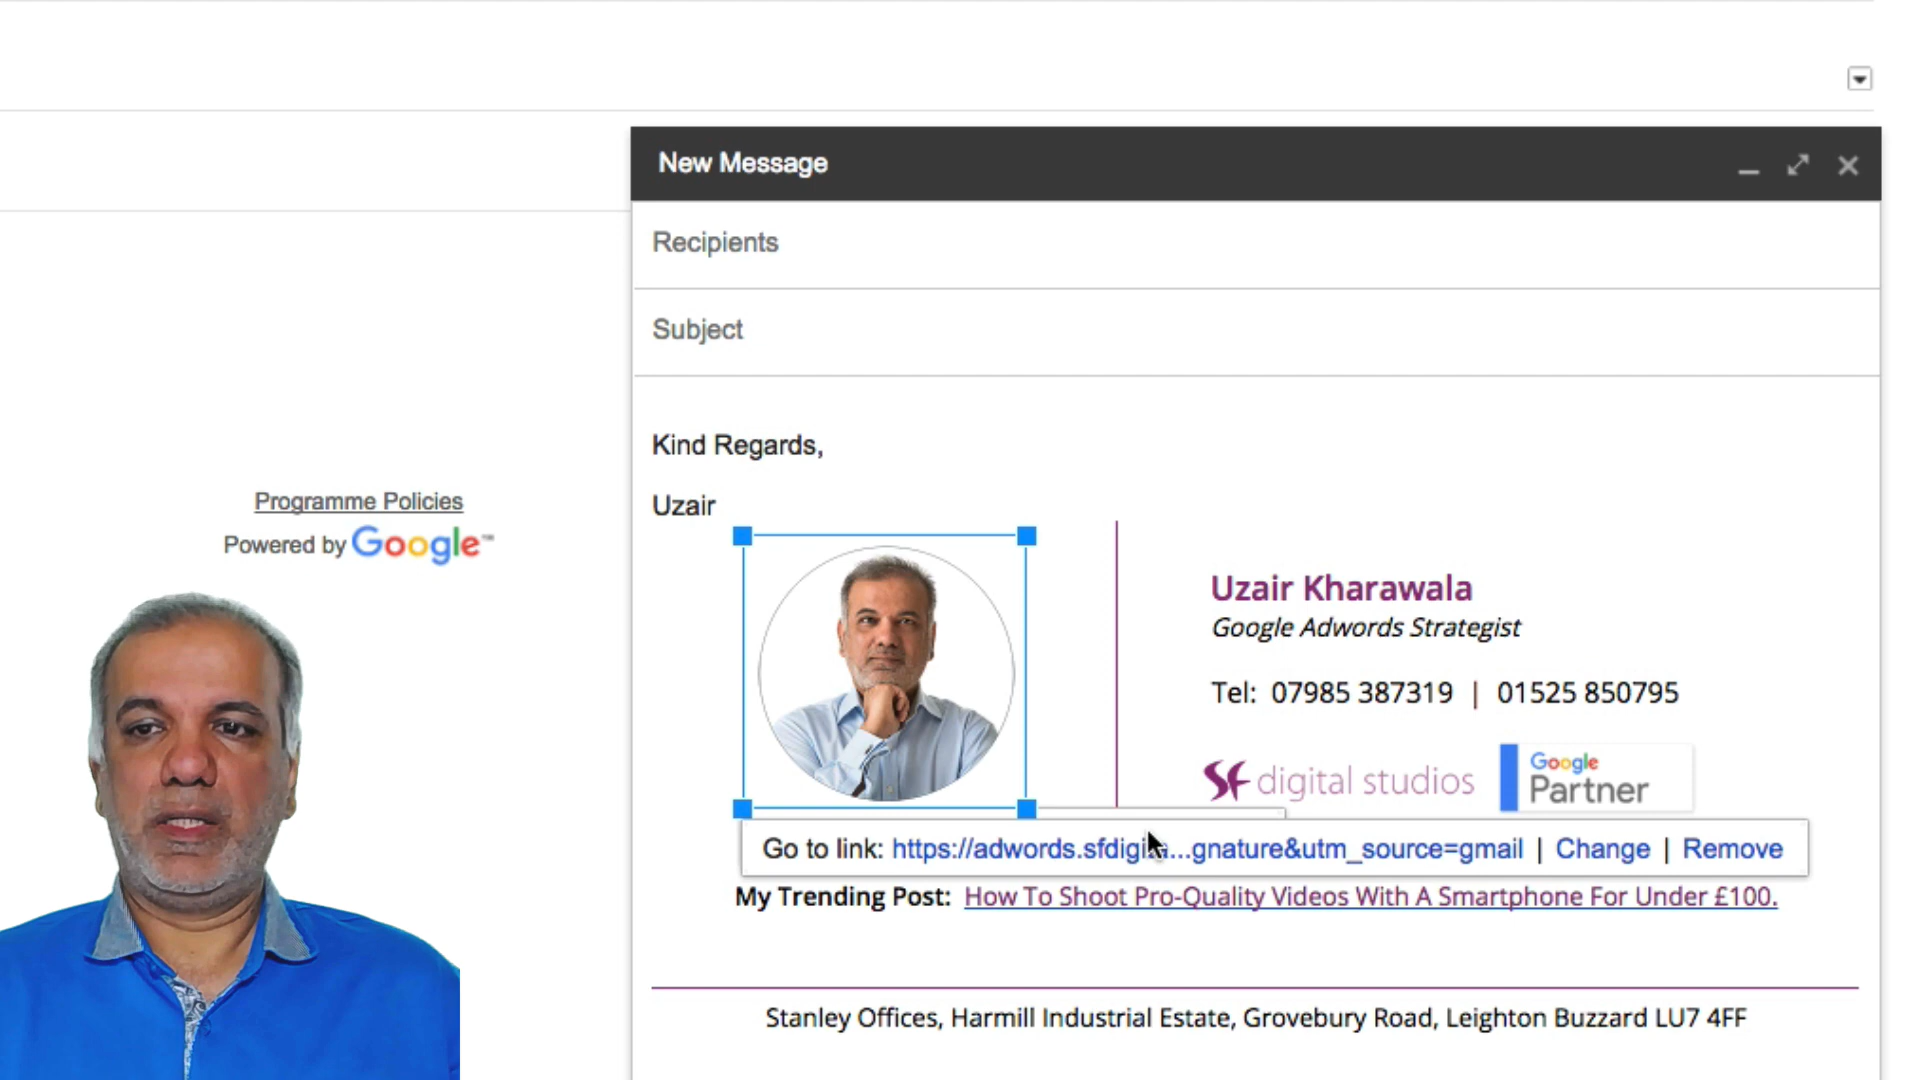 New Message
Recipients
Subject
Kind Regards,
Uzair
Programme Policies
Powered by Google™
Uzair Kharawala
Google Adwords Strategist
Tel: 07985 387319 | 01525 850795
SF digital studios
Google Partner
Go to link: https://adwords.sfdigi...gnature&utm_source=gmail | Change | Remove
My Trending Post: How To Shoot Pro-Quality Videos With A Smartphone For Under £100.
Stanley Offices, Harmill Industrial Estate, Grovebury Road, Leighton Buzzard LU7 4FF